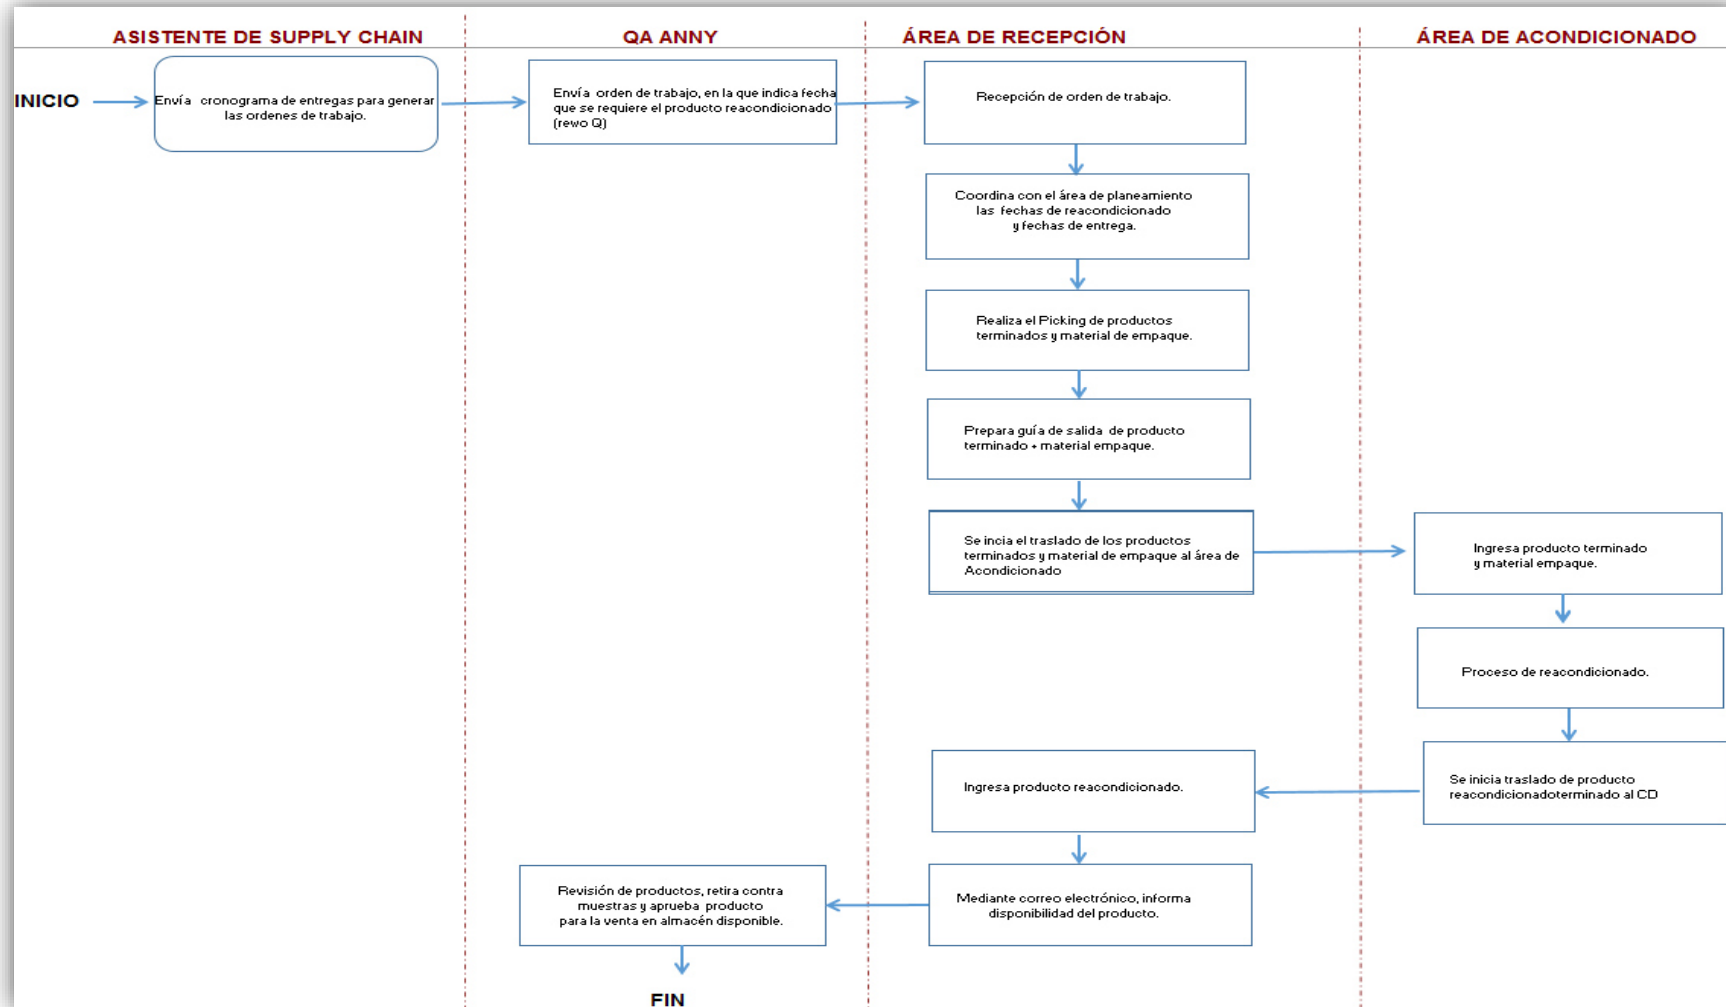 ASISTENTE DE SUPPLY CHAIN
QA ANNY
ÁREA DE RECEPCIÓN
ÁREA DE ACONDICIONADO
INICIO
Envía cronograma de entregas para generar
las ordenes de trabajo.
Envía orden de trabajo, en la que indica fecha
que se requiere el producto reacondicionado
(rewo Q)
Recepción de orden de trabajo.
Coordina con el área de planeamiento
las fechas de reacondicionado
y fechas de entrega.
Realiza el Picking de productos
terminados y material de empaque.
Prepara guía de salida de producto
terminado + material empaque.
Se incia el traslado de los productos
terminados y material de empaque al área de
Acondicionado
Ingresa producto terminado
y material empaque.
Proceso de reacondicionado.
Se inicia traslado de producto
reacondicionadoterminado al CD
Ingresa producto reacondicionado.
Mediante correo electrónico, informa
disponibilidad del producto.
Revisión de productos, retira contra
muestras y aprueba producto
para la venta en almacén disponible.
FIN